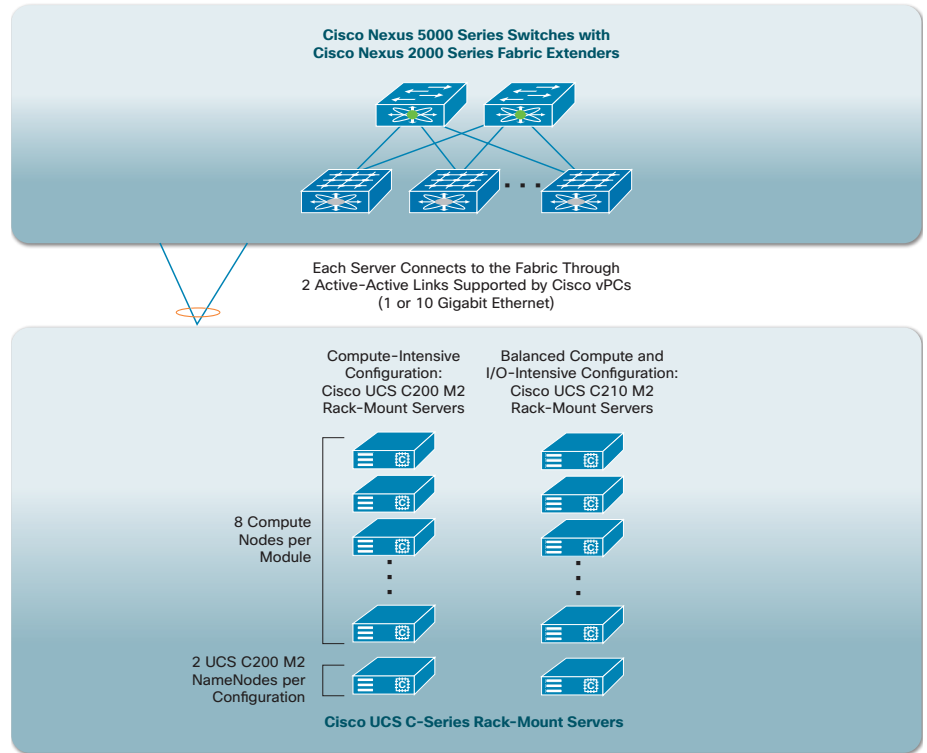 Cisco Nexus 5000 Series Switches with
Cisco Nexus 2000 Series Fabric Extenders
Each Server Connects to the Fabric Through
2 Active-Active Links Supported by Cisco vPCs
(1 or 10 Gigabit Ethernet)
Compute-Intensive
Configuration:
Cisco UCS C200 M2
Rack-Mount Servers
Balanced Compute and
I/O-Intensive Configuration:
Cisco UCS C210 M2
Rack-Mount Servers
C
C
C
C
C
C
8 Compute
Nodes per
Module
C
C
2 UCS C200 M2
NameNodes per
Configuration
C
C
Cisco UCS C-Series Rack-Mount Servers